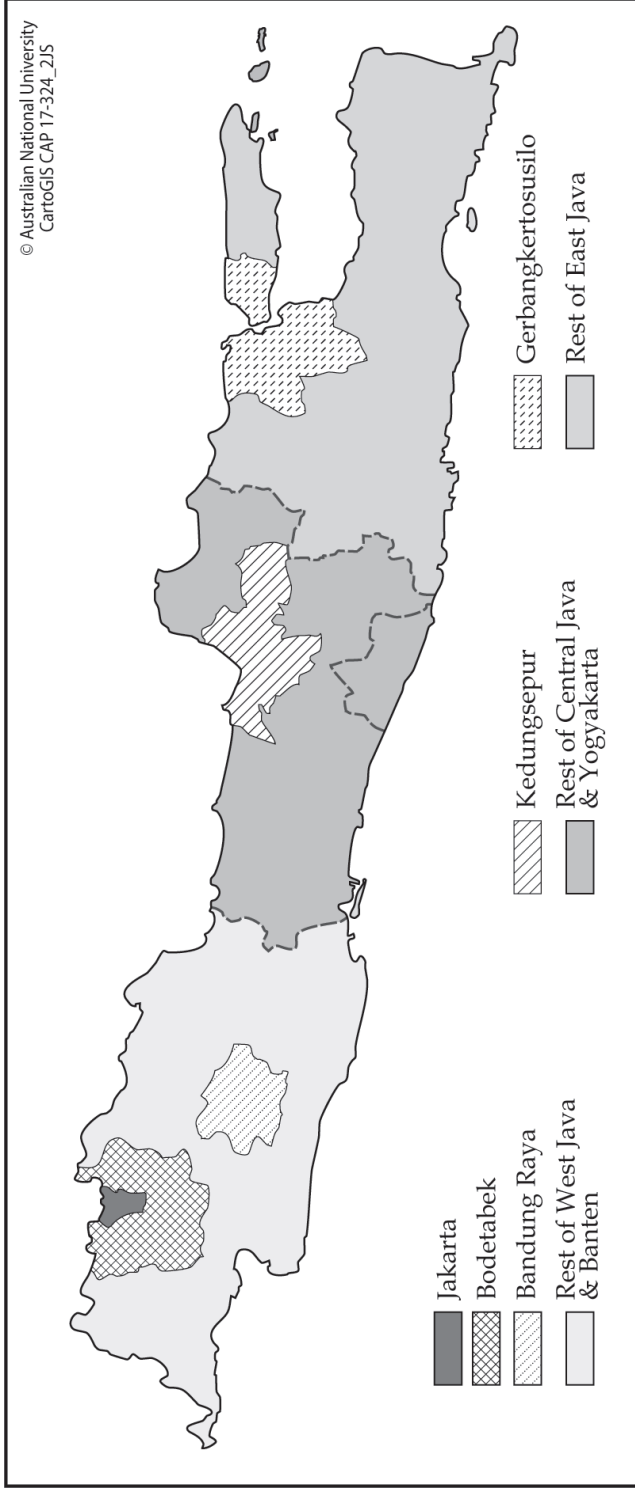 © Australian National University
CartoGIS CAP 17-324_2JS
Jakarta
Bodetabek
Bandung Raya
Rest of West Java
& Banten
Kedungsepur
Rest of Central Java
& Yogyakarta
Gerbangkertosusilo
Rest of East Java